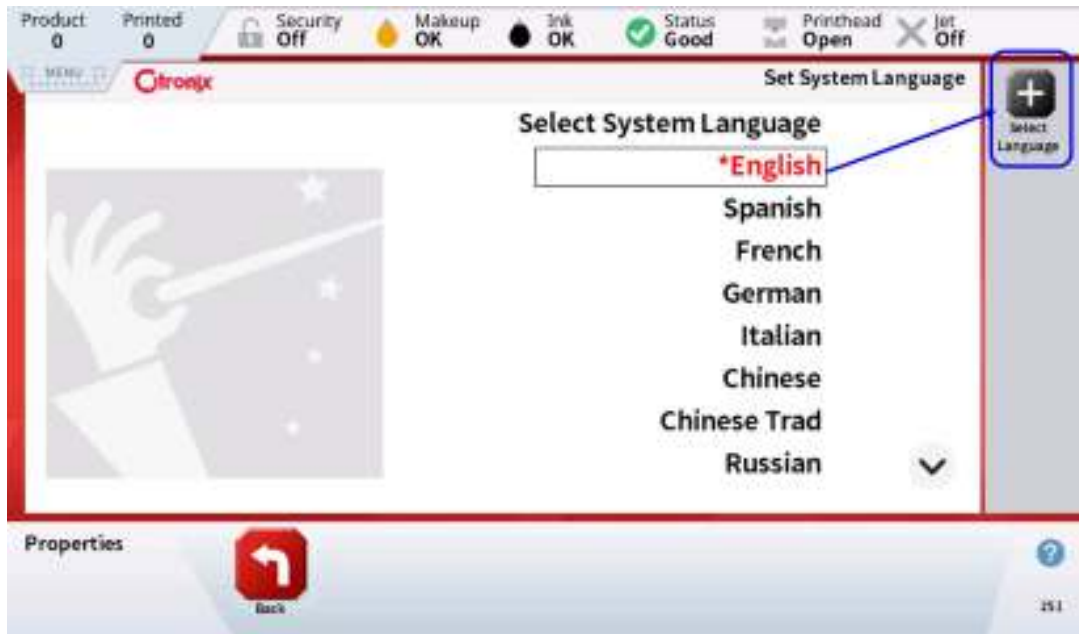 Product
0
Printed
0
Security
Off
Makeup
OK
Ink
OK
Status
Good
Printhead
Open
Jet
Off
MENU
Citronix
Set System Language
Select
Language
Select System Language
*English
Spanish
French
German
Italian
Chinese
Chinese Trad
Russian
Properties
Back
?